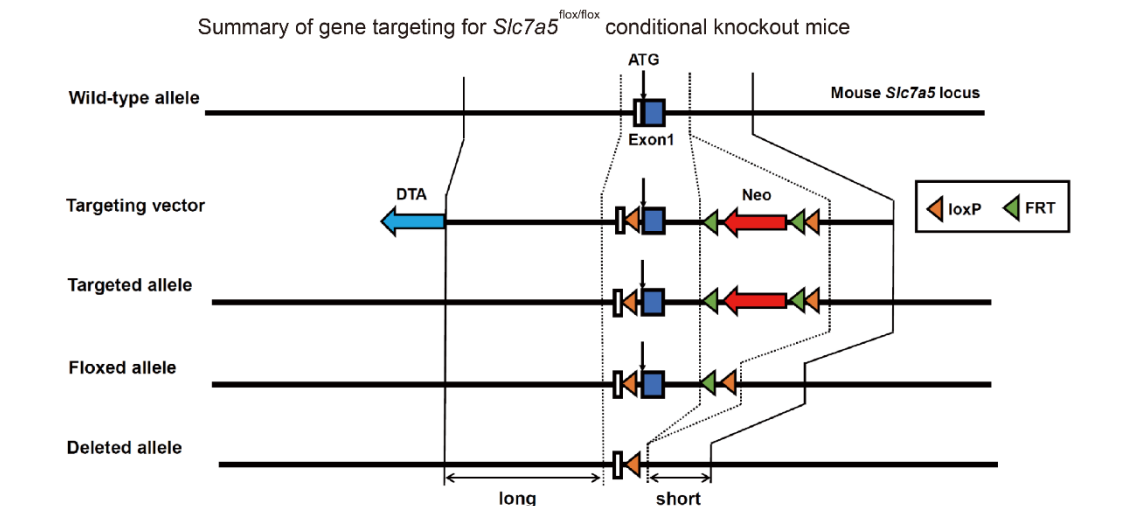 Summary of gene targeting for Slc7a5flox/flox conditional knockout mice
ATG
Wild-type allele
Mouse Slc7a5 locus
Exon1
DTA
Neo
Targeting vector
loxP
FRT
Targeted allele
Floxed allele
Deleted allele
long
short